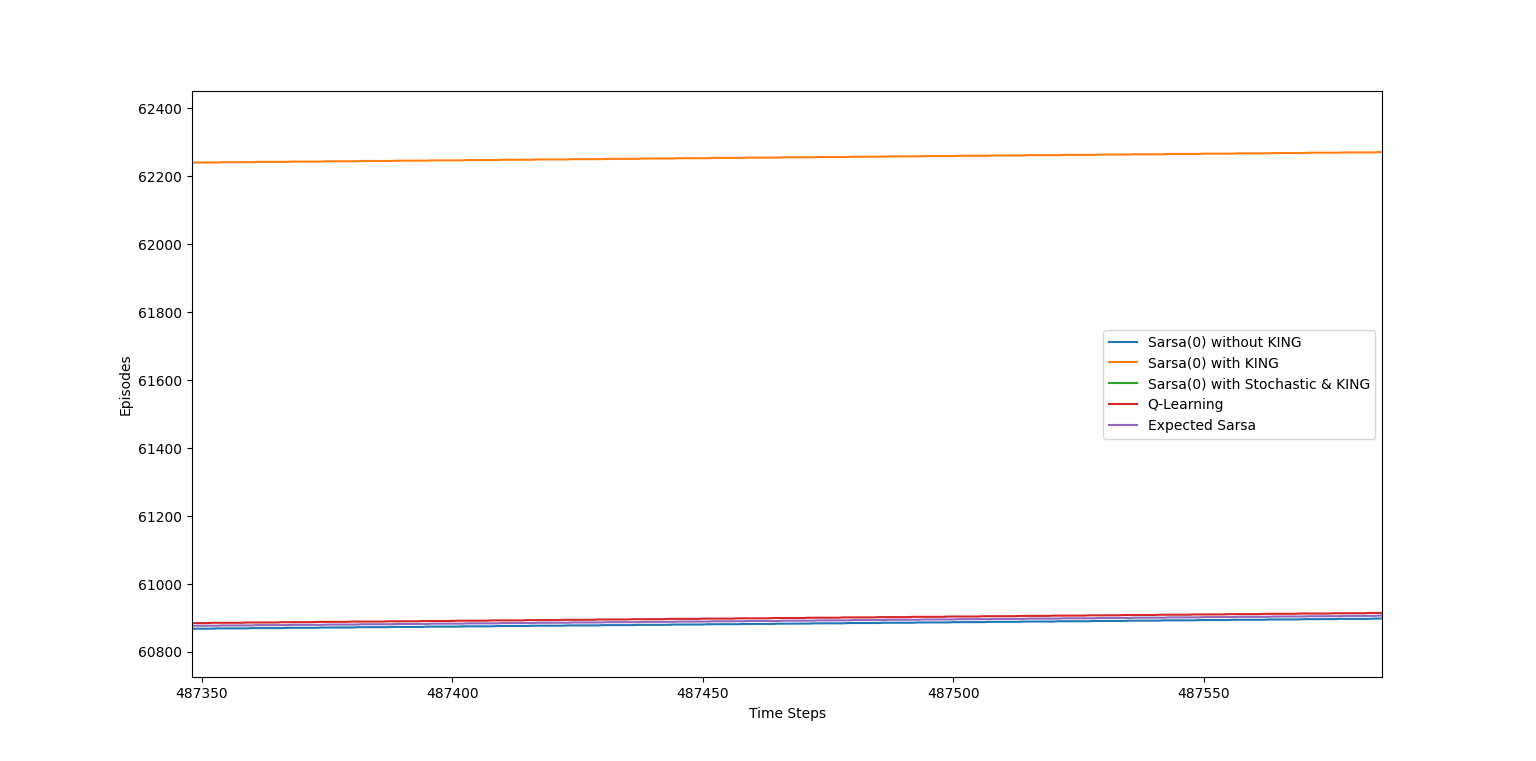 62400
62200
62000
61800
61600
61400
61200
61000
60800
Episodes
Sarsa(0) without KING
Sarsa(0) with KING
Sarsa(0) with Stochastic & KING
Q-Learning
Expected Sarsa
487350 487400 487450 487500 487550
Time Steps